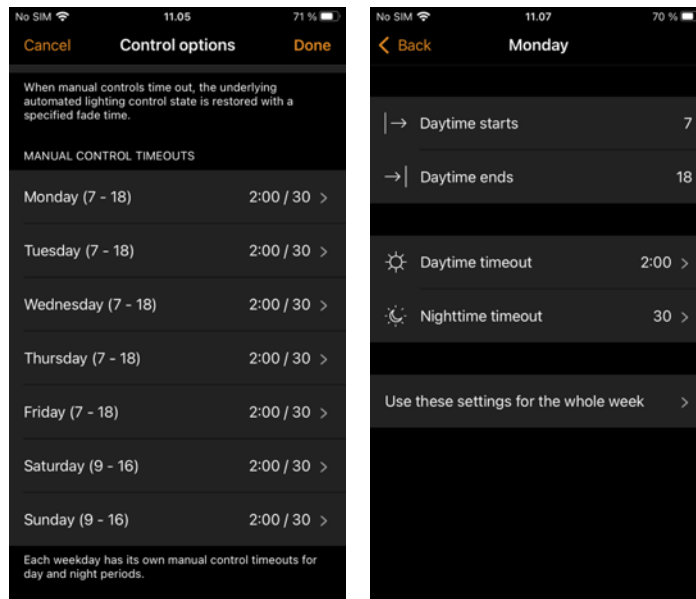 No SIM 11.05 71 %
Cancel Control options Done
When manual controls time out, the underlying
automated lighting control state is restored with a
specified fade time.
MANUAL CONTROL TIMEOUTS
Monday (7 - 18) 2:00 / 30 >
Tuesday (7 - 18) 2:00 / 30 >
Wednesday (7 - 18) 2:00 / 30 >
Thursday (7 - 18) 2:00 / 30 >
Friday (7 - 18) 2:00 / 30 >
Saturday (9 - 16) 2:00 / 30 >
Sunday (9 - 16) 2:00 / 30 >
Each weekday has its own manual control timeouts for
day and night periods.
No SIM 11.07 70 %
< Back Monday
Daytime starts 7
Daytime ends 18
Daytime timeout 2:00 >
Nighttime timeout 30 >
Use these settings for the whole week >